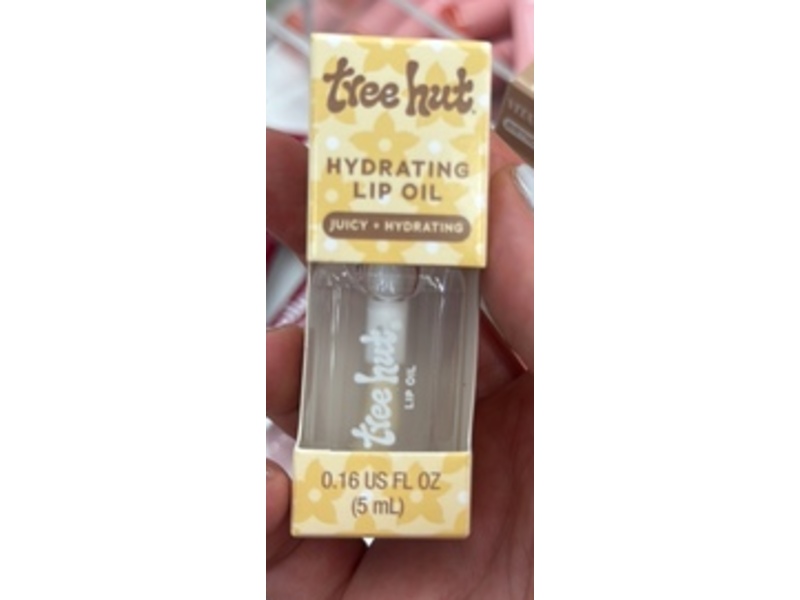 tree hut
HYDRATING
LIP OIL
JUICY + HYDRATING
tree hut
LIP OIL
0.16 US FL OZ
(5 mL)